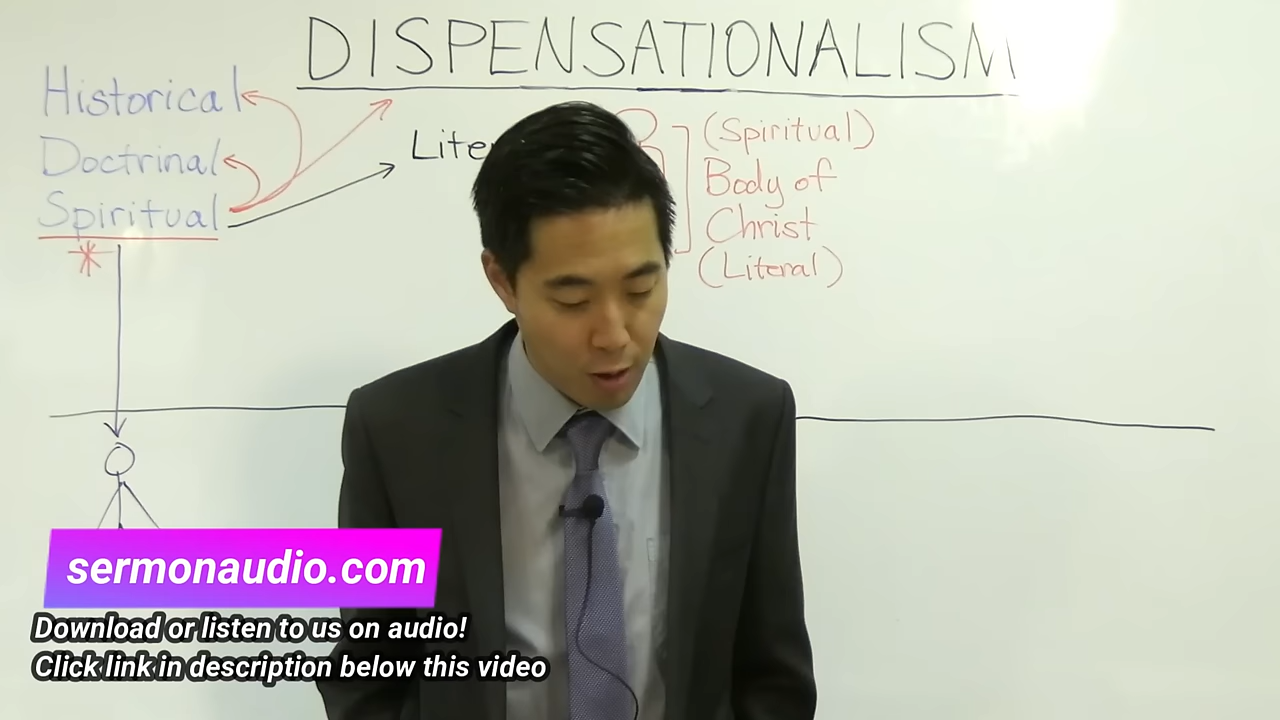 DISPENSATIONALISM
Historical
Doctrinal
Spiritual
(Spiritual)
Body of
Christ
(Literal)
sermonaudio.com
Download or listen to us on audio!
Click link in description below this video